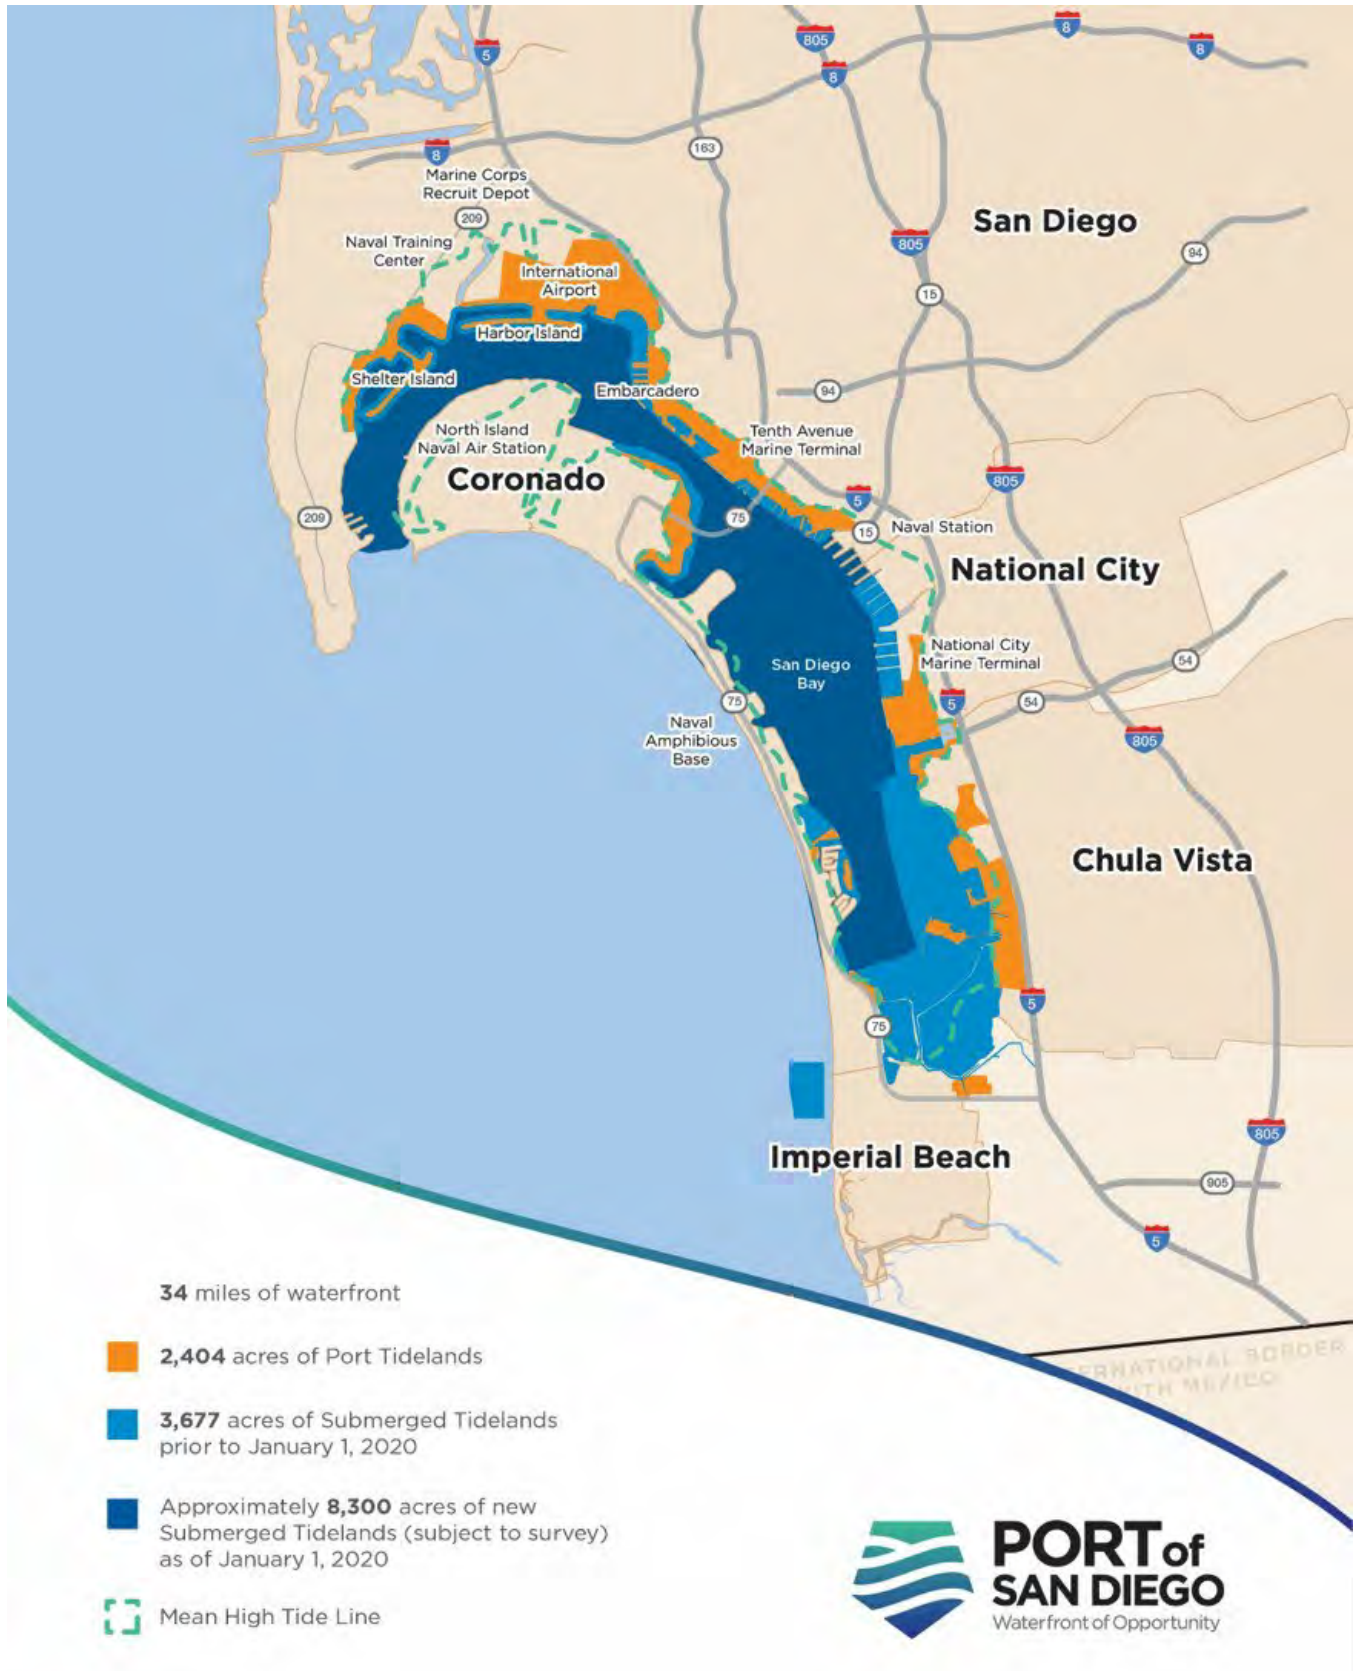 5
805
8
8
8
163
8
Marine Corps
Recruit Depot
209
San Diego
Naval Training
Center
805
94
International
Airport
15
Harbor Island
Shelter Island
Embarcadero
94
North Island
Naval Air Station
Tenth Avenue
Marine Terminal
Coronado
805
5
209
75
15
Naval Station
National City
National City
Marine Terminal
San Diego
Bay
54
75
5
54
Naval
Amphibious
Base
805
Chula Vista
5
75
805
Imperial Beach
905
5
34 miles of waterfront
INTERNATIONAL BORDER
WITH MEXICO
2,404 acres of Port Tidelands
3,677 acres of Submerged Tidelands
prior to January 1, 2020
Approximately 8,300 acres of new
Submerged Tidelands (subject to survey)
as of January 1, 2020
Mean High Tide Line
PORT of
SAN DIEGO
Waterfront of Opportunity